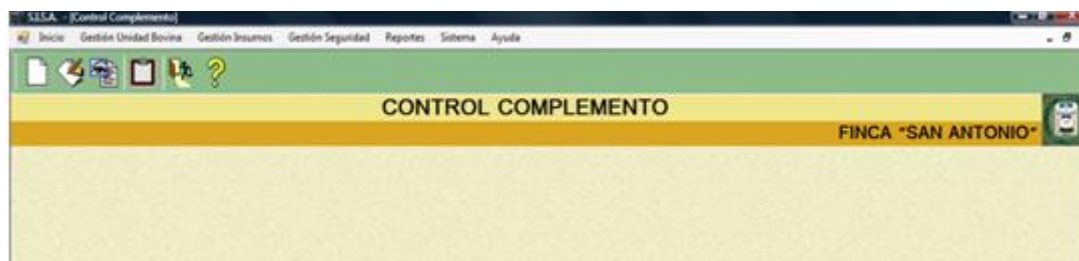 S.I.S.A. - [Control Complemento]
Inicio Gestión Unidad Bovina Gestión Insumos Gestión Seguridad Reportes Sistema Ayuda
CONTROL COMPLEMENTO
FINCA "SAN ANTONIO"